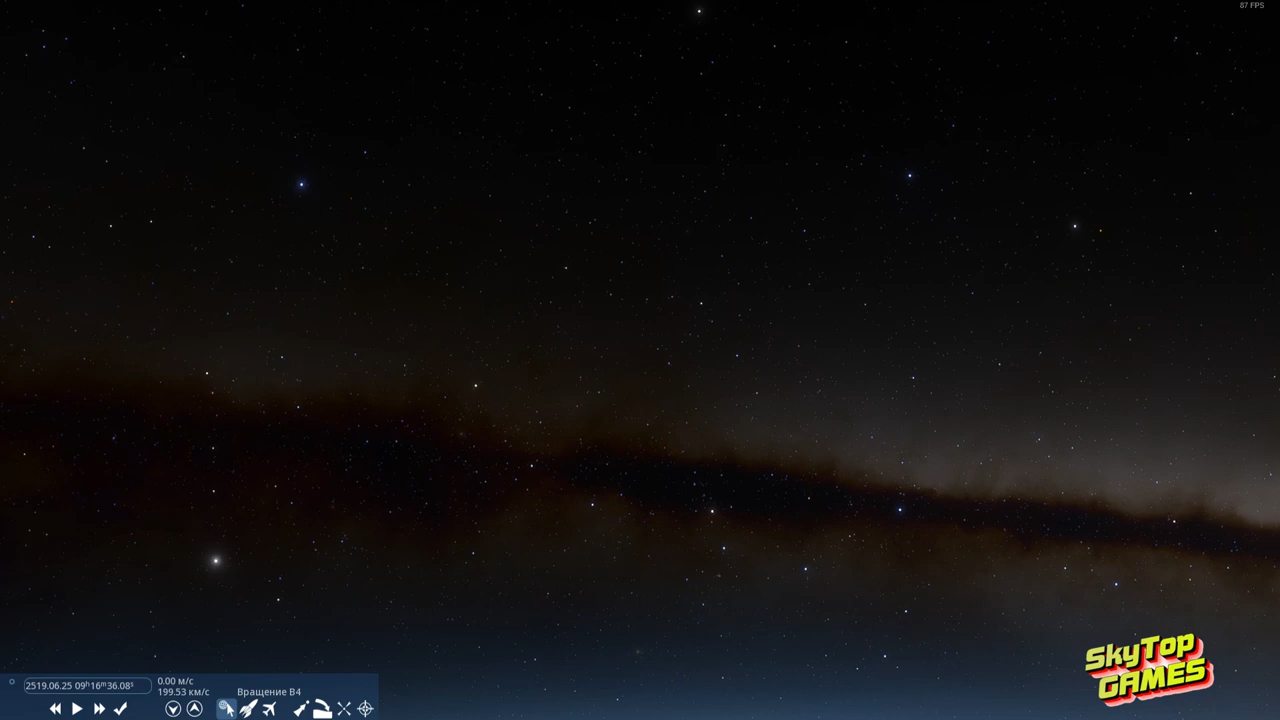 87 FPS
2519.06.25 09ʰ16ᵐ36.08ˢ
0.00 м/с
199.53 км/с
Вращение В4
SkyTop
GAMES